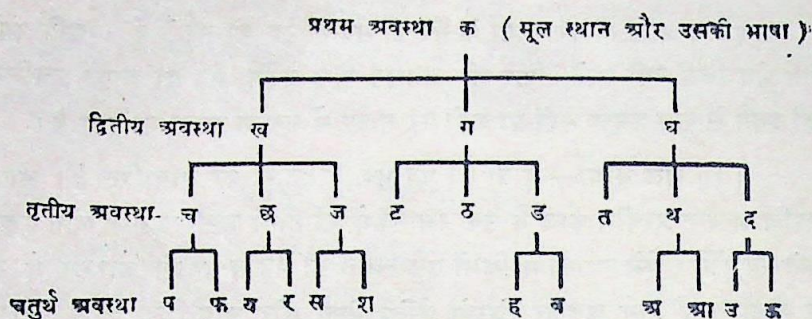 प्रथम अवस्था क ( मूल स्थान और उसकी भाषा )
द्वितीय अवस्था ख ग घ
तृतीय अवस्था- च छ ज ट ठ ड त थ द
चतुर्थ अवस्था प फ य र स श ह ब अ आ उ ऊ